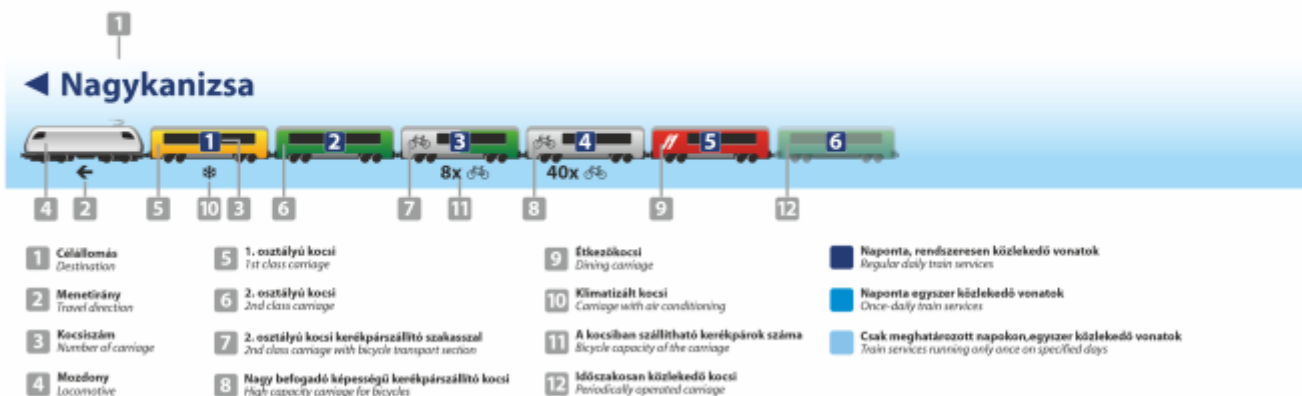 1
◀ Nagykanizsa
1 2 3 4 5 6
8x 40x
4 2 5 10 3 6 7 11 8 9 12
1 Célállomás
Destination
2 Menetirány
Travel direction
3 Kocsiszám
Number of carriage
4 Mozdony
Locomotive
5 1. osztályú kocsi
1st class carriage
6 2. osztályú kocsi
2nd class carriage
7 2. osztályú kocsi kerékpárszállító szakasszal
2nd class carriage with bicycle transport section
8 Nagy befogadó képességű kerékpárszállító kocsi
High capacity carriage for bicycles
9 Étkezőkocsi
Dining carriage
10 Klimatizált kocsi
Carriage with air conditioning
11 A kocsiban szállítható kerékpárok száma
Bicycle capacity of the carriage
12 Időszakosan közlekedő kocsi
Periodically operated carriage
Naponta, rendszeresen közlekedő vonatok
Regular daily train services
Naponta egyszer közlekedő vonatok
Once-daily train services
Csak meghatározott napokon,egyszer közlekedő vonatok
Train services running only once on specified days